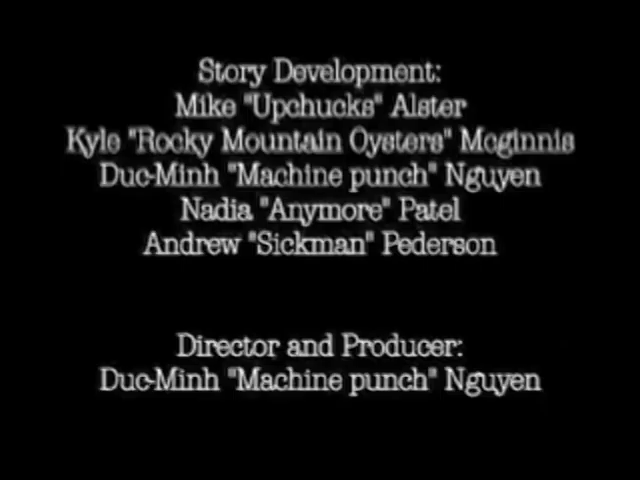 Story Development:
Mike "Upchucks" Alster
Kyle "Rocky Mountain Oysters" Mcginnis
Duc-Minh "Machine punch" Nguyen
Nadia "Anymore" Patel
Andrew "Sickman" Pederson
Director and Producer:
Duc-Minh "Machine punch" Nguyen